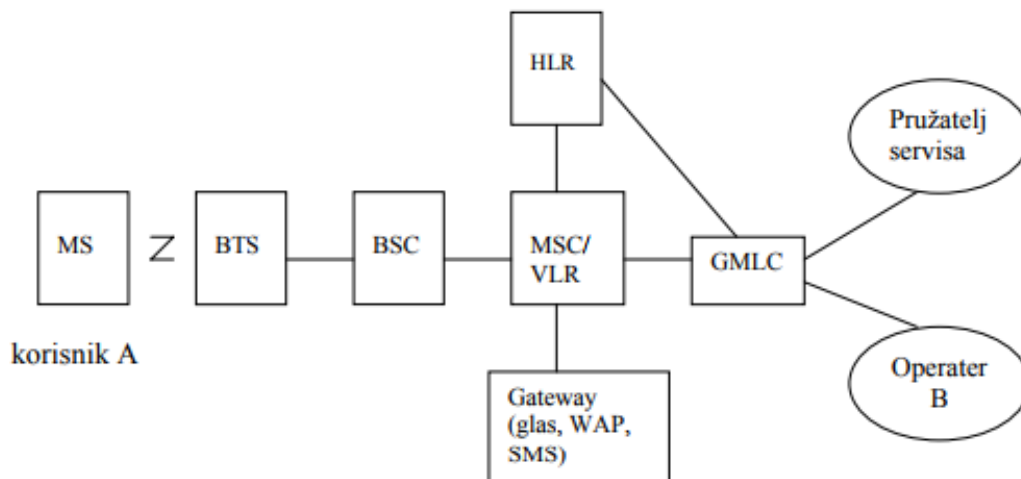 HLR
Pružatelj
servisa
MS
BTS
BSC
MSC/
VLR
GMLC
korisnik A
Operater
B
Gateway
(glas, WAP,
SMS)